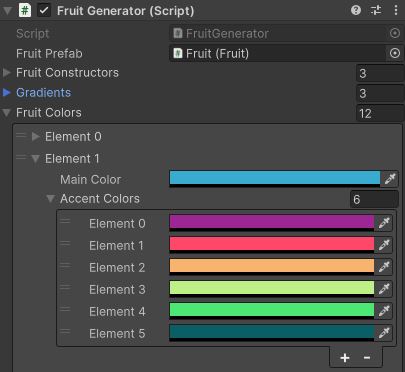 # Fruit Generator (Script)
Script # FruitGenerator
Fruit Prefab # Fruit (Fruit)
Fruit Constructors 3
Gradients 3
Fruit Colors 12
Element 0
Element 1
Main Color
Accent Colors 6
Element 0
Element 1
Element 2
Element 3
Element 4
Element 5
+ -